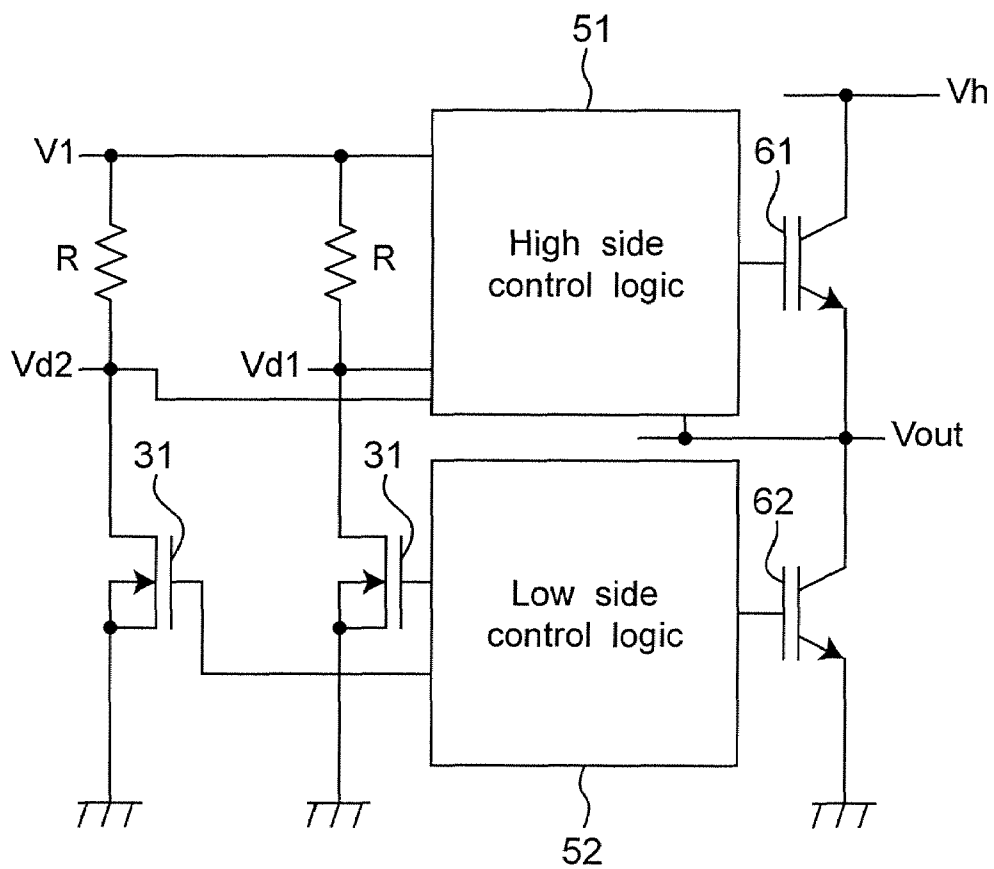 51
Vh
V1
61
R
R
High side
control logic
Vd2
Vd1
Vout
31
31
62
Low side
control logic
52